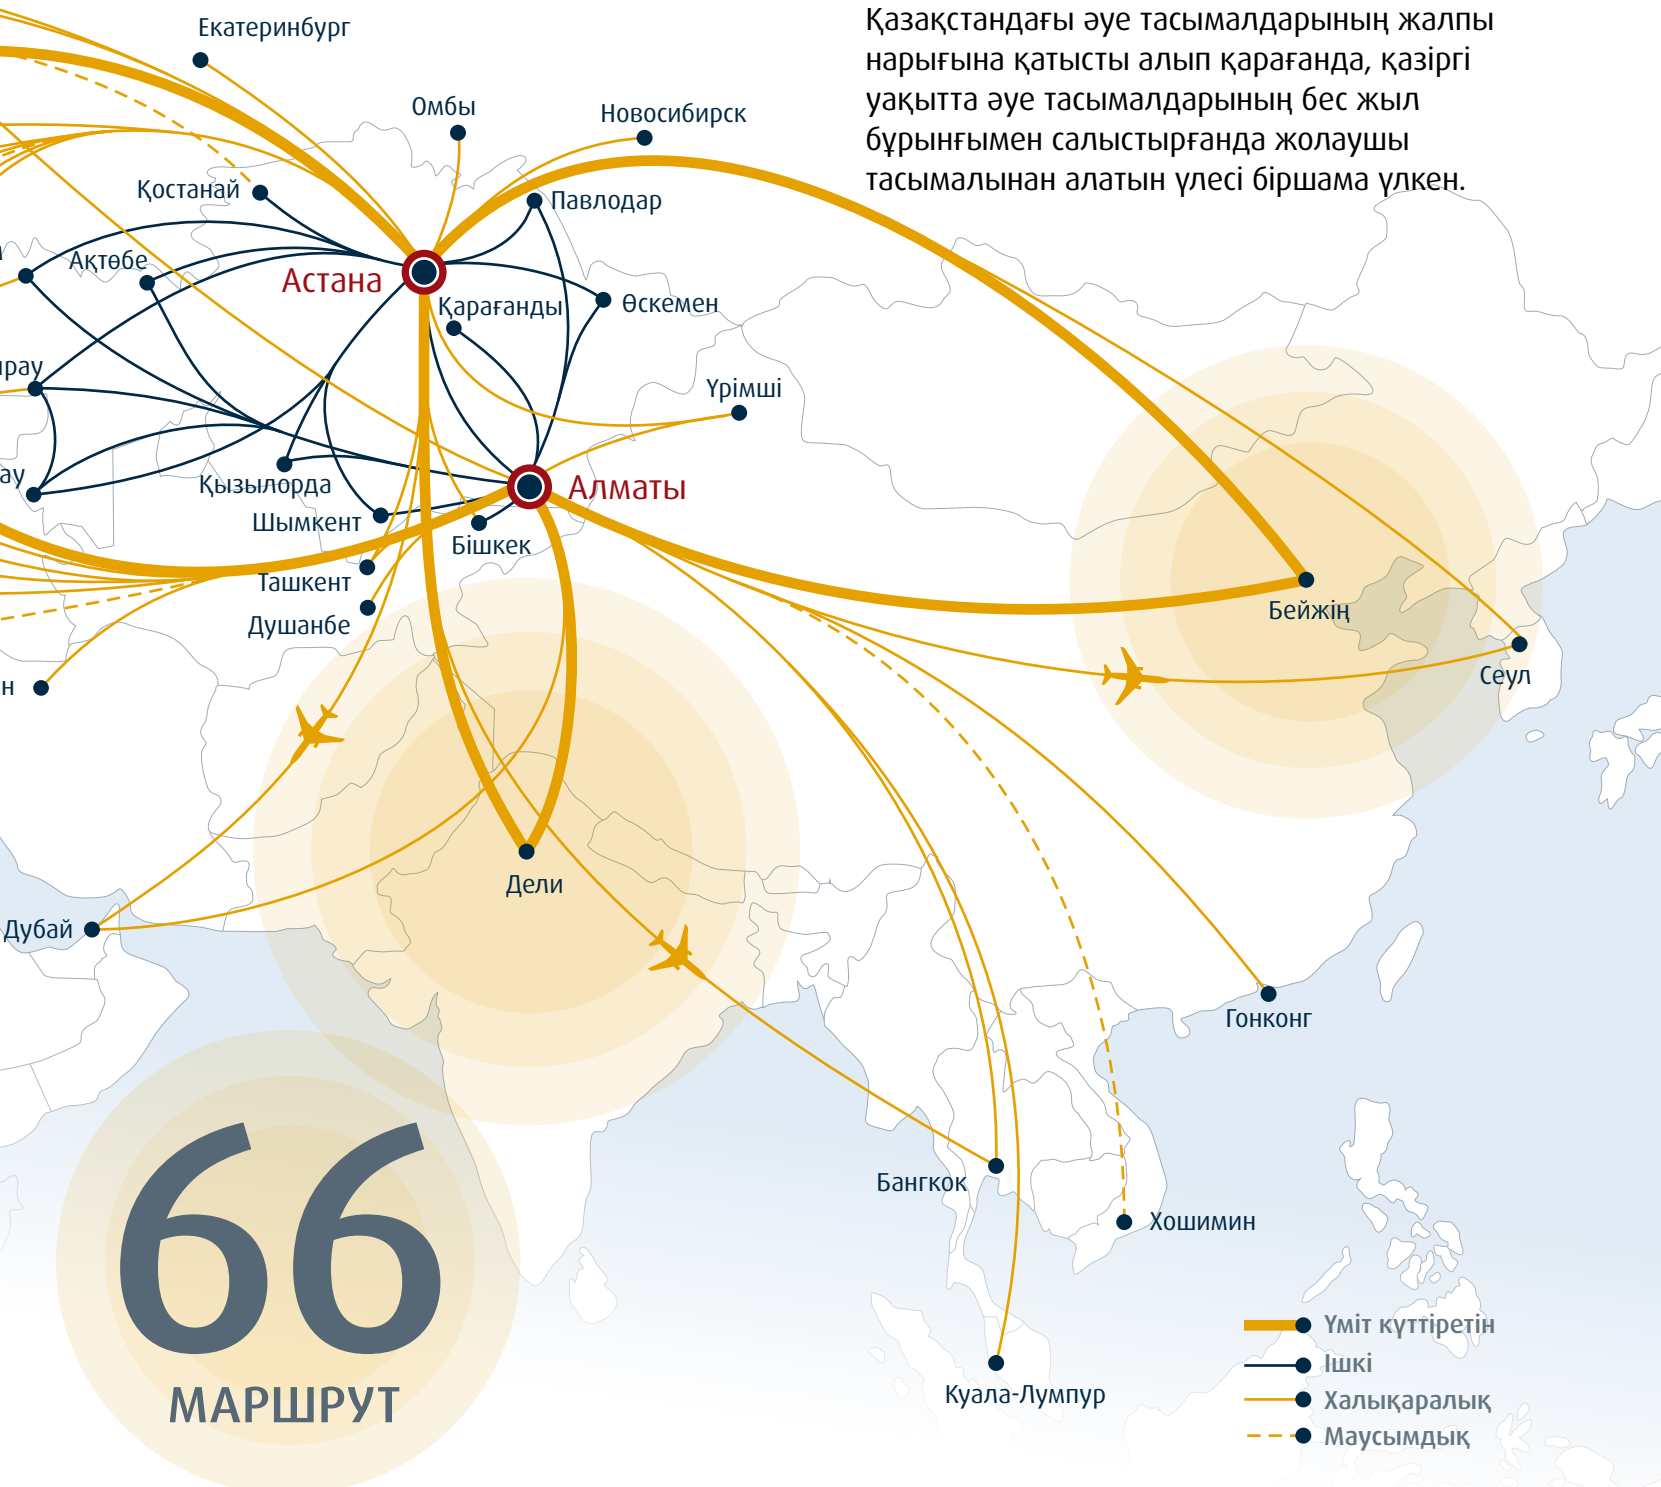 Қазақстандағы әуе тасымалдарының жалпы
нарығына қатысты алып қарағанда, қазіргі
уақытта әуе тасымалдарының бес жыл
бұрынғымен салыстырғанда жолаушы
тасымалынан алатын үлесі біршама үлкен.
Екатеринбург
Омбы
Новосибирск
Қостанай
Павлодар
Ақтөбе
Астана
Қарағанды
Өскемен
Үрімші
Қызылорда
Алматы
Шымкент
Бішкек
Ташкент
Душанбе
Бейжің
Сеул
Дели
Дубай
Гонконг
Бангкок
Хошимин
Куала-Лумпур
66
МАРШРУТ
Үміт күттіретін
Ішкі
Халықаралық
Маусымдық